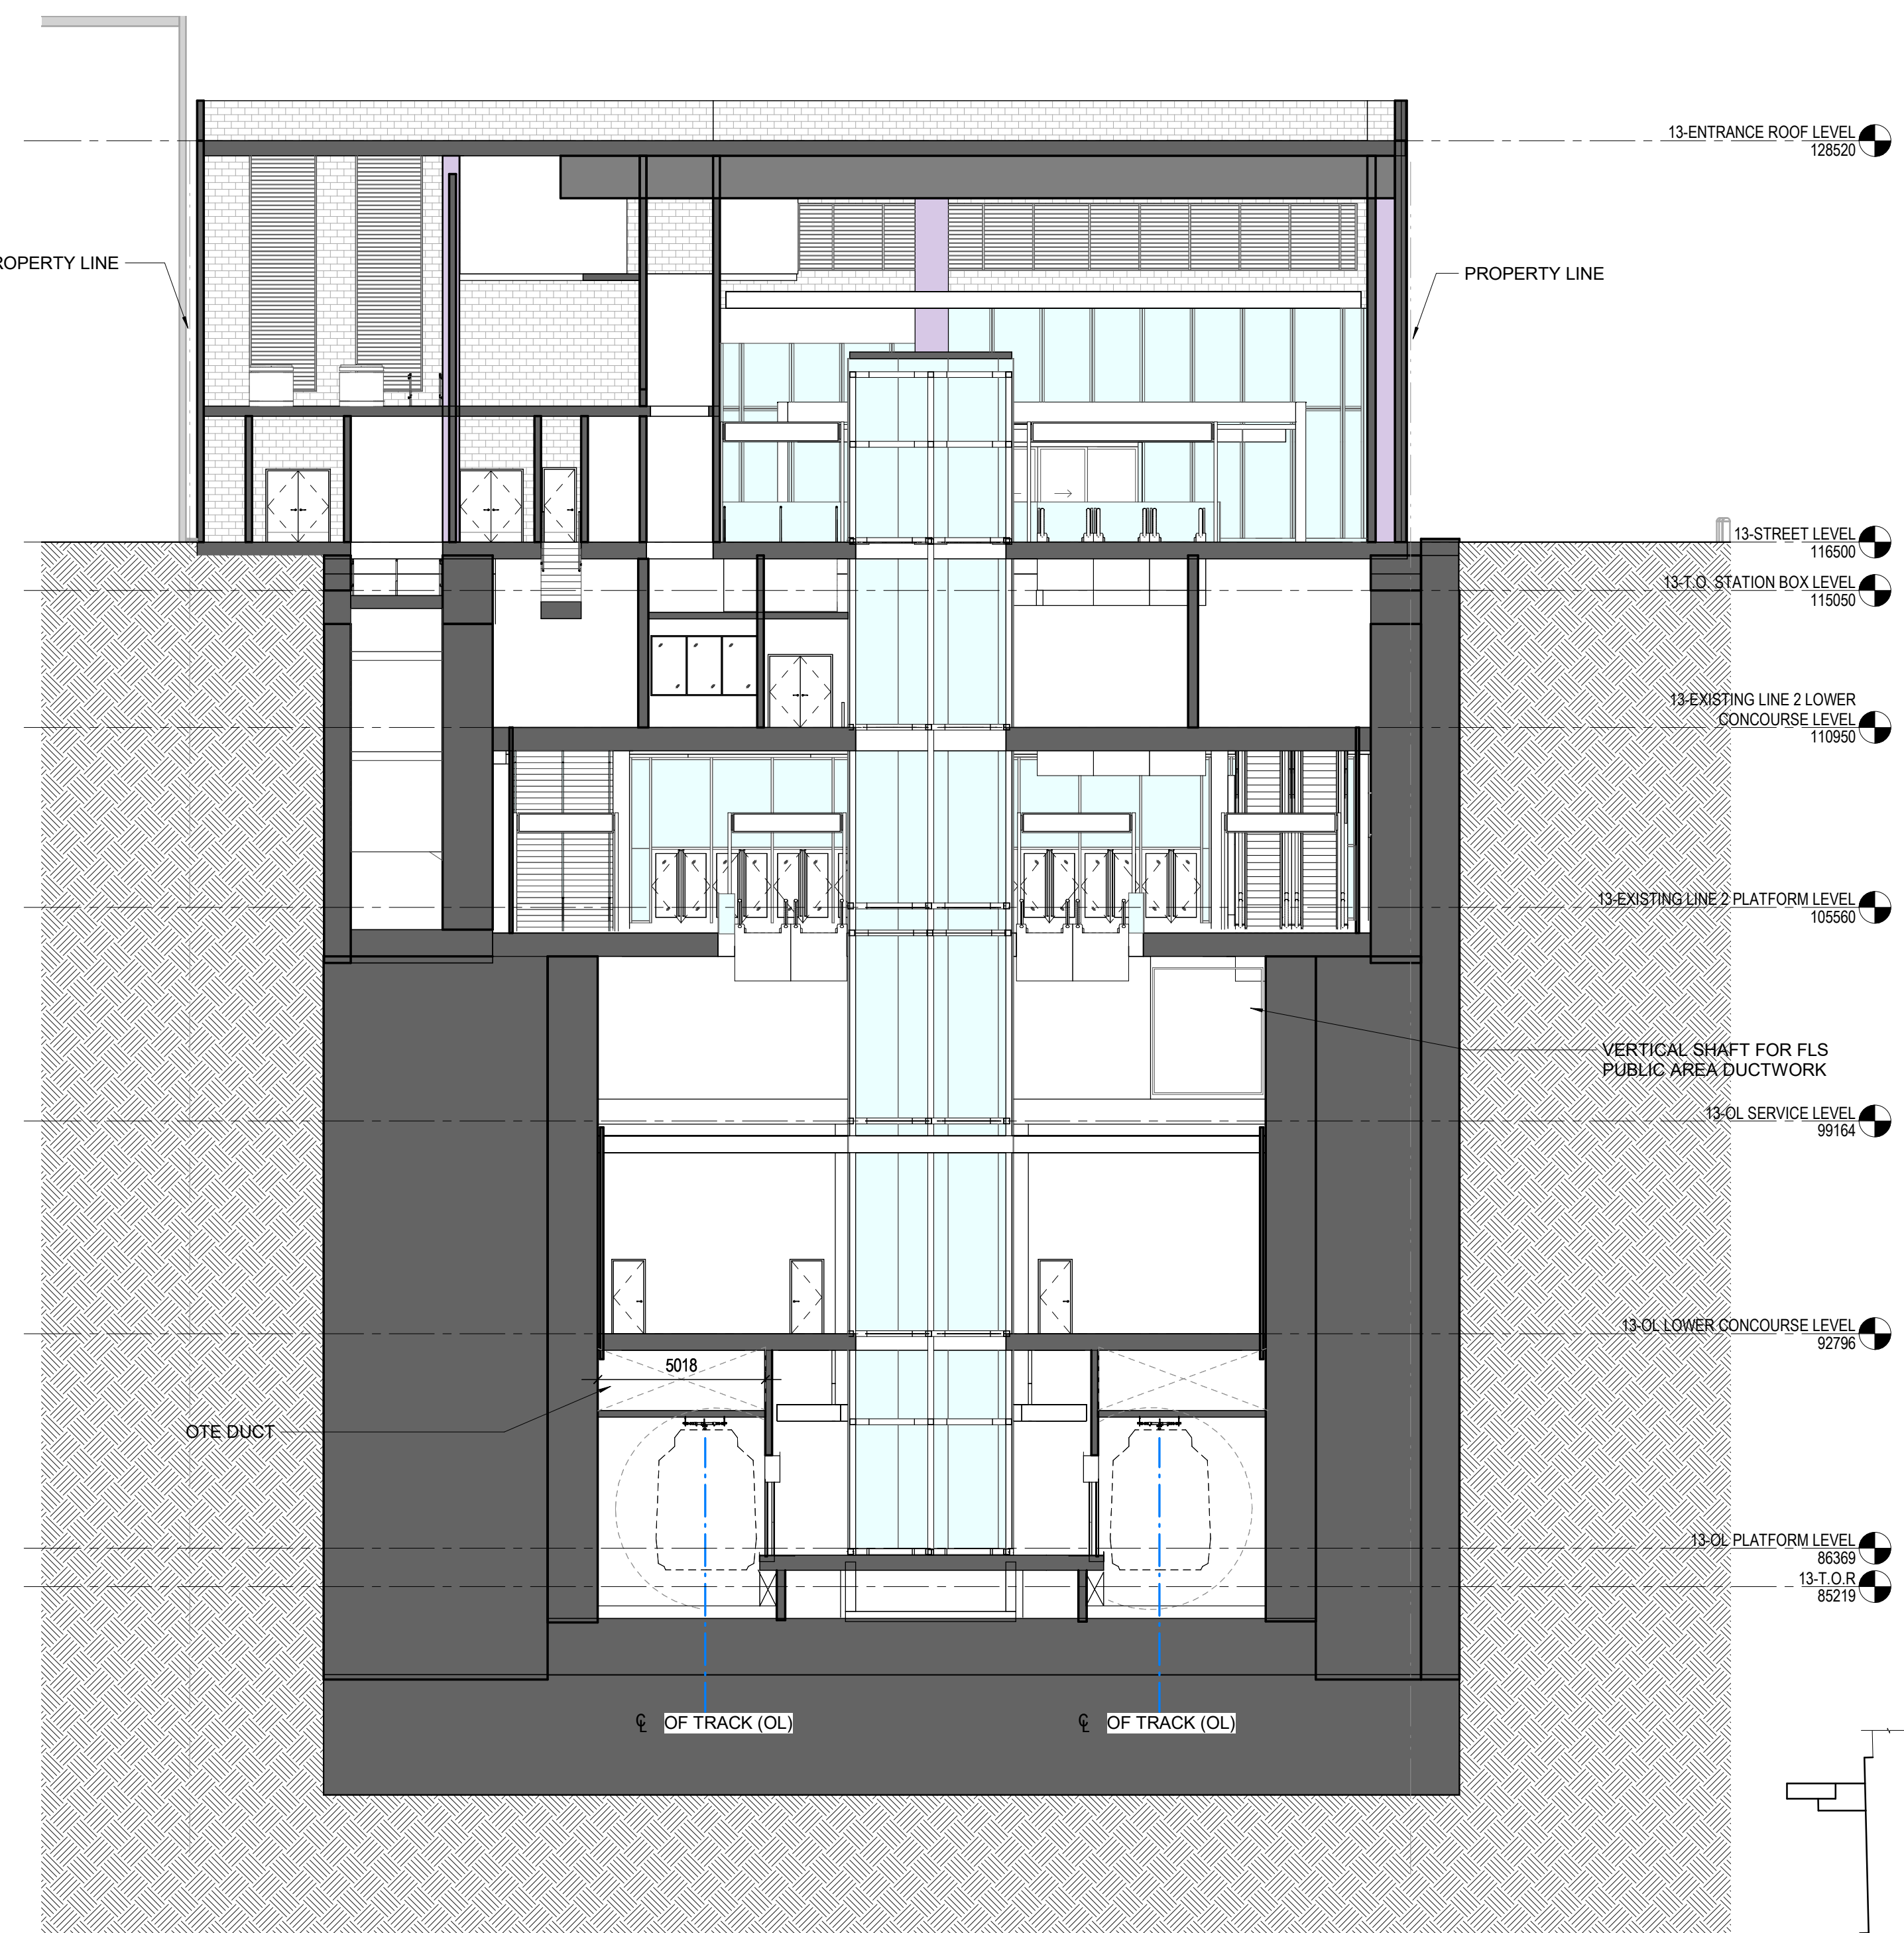 13-ENTRANCE ROOF LEVEL
128520
ROPERTY LINE
PROPERTY LINE
13-STREET LEVEL
116500
13-T.O STATION BOX LEVEL
115050
13-EXISTING LINE 2 LOWER
CONCOURSE LEVEL
110950
13-EXISTING LINE 2 PLATFORM LEVEL
105560
VERTICAL SHAFT FOR FLS
PUBLIC AREA DUCTWORK
13-OL SERVICE LEVEL
99164
13-OL LOWER CONCOURSE LEVEL
92796
5018
OTE DUCT
13-OL PLATFORM LEVEL
86369
13-T.O.R
85219
℄ OF TRACK (OL)
℄ OF TRACK (OL)